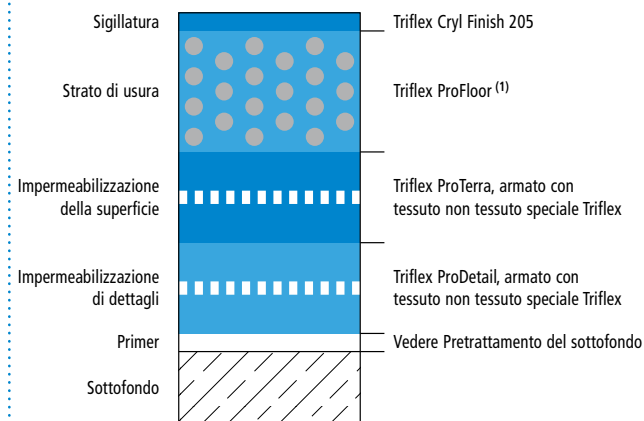 Sigillatura
Triflex Cryl Finish 205
Strato di usura
Triflex ProFloor (1)
Impermeabilizzazione
della superficie
Triflex ProTerra, armato con
tessuto non tessuto speciale Triflex
Impermeabilizzazione
di dettagli
Triflex ProDetail, armato con
tessuto non tessuto speciale Triflex
Primer
Vedere Pretrattamento del sottofondo
Sottofondo